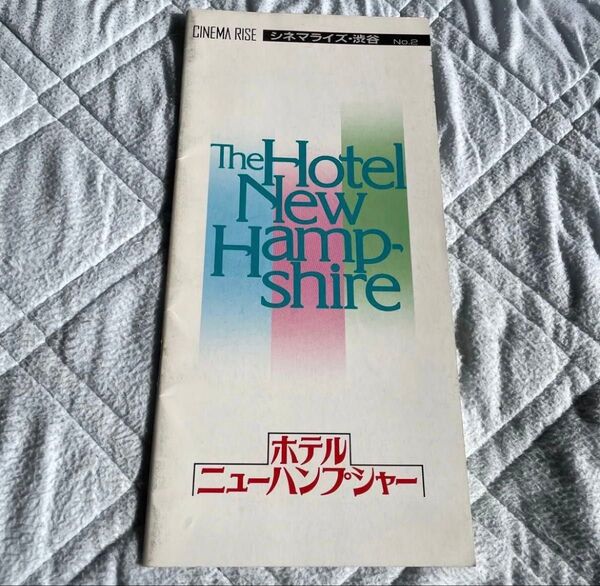 CINEMA RISE シネマライズ・渋谷 No.2
The Hotel
New
Hamp-
shire
ホテル
ニューハンプシャー